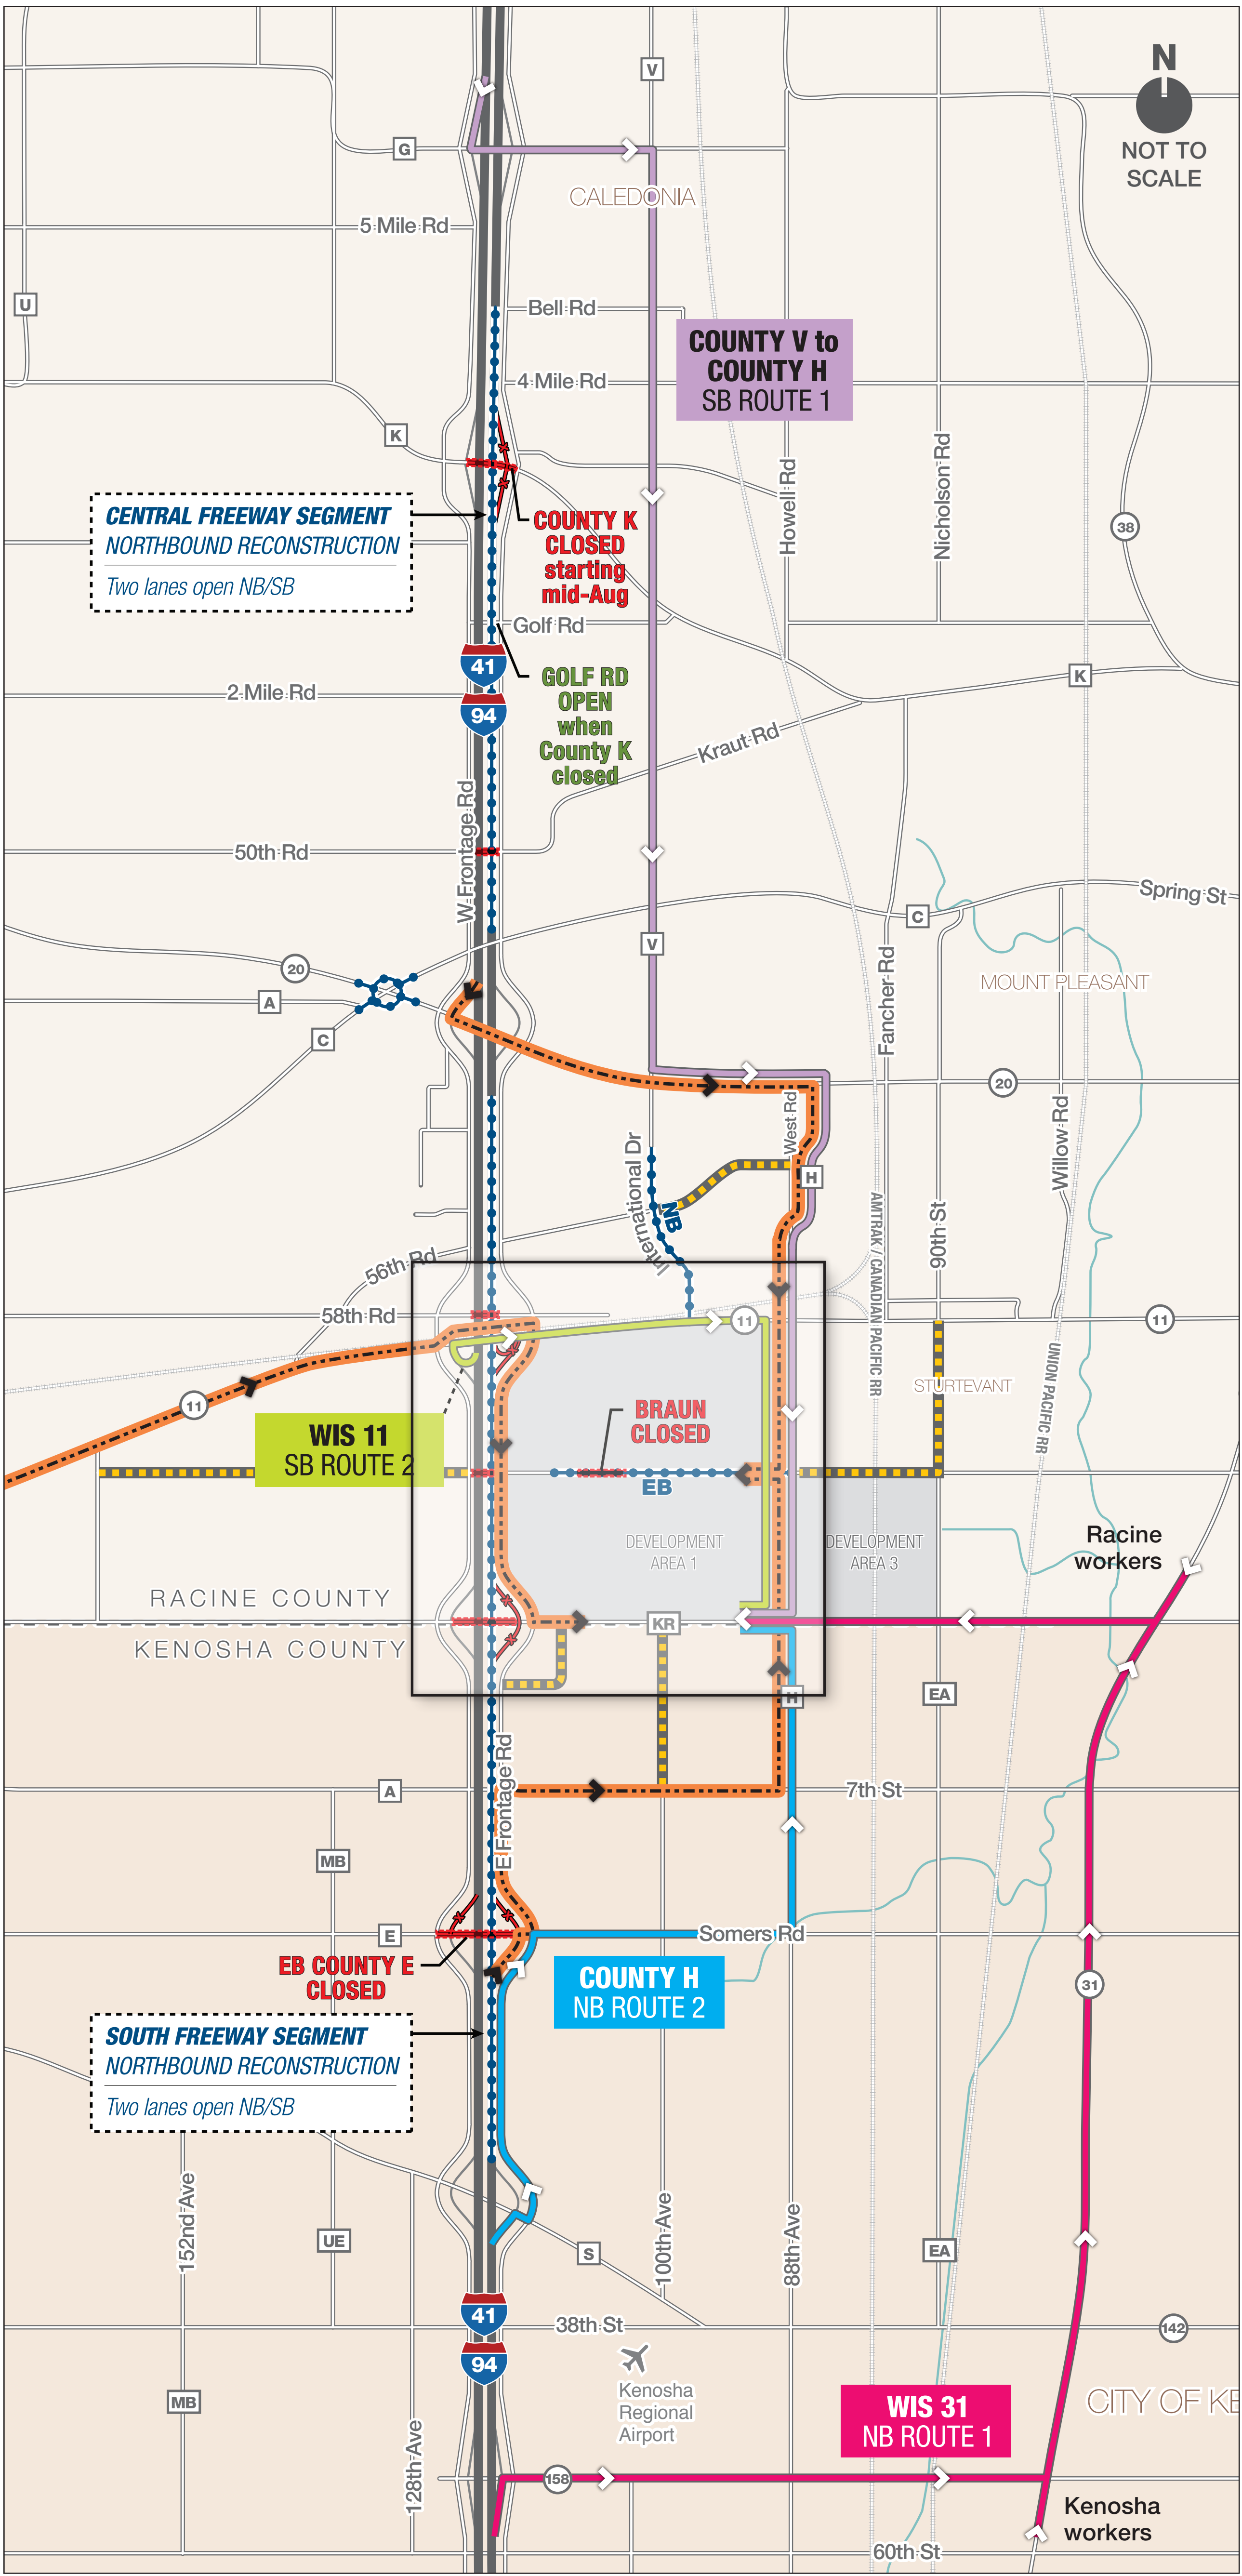 N
NOT TO
SCALE
V
G
CALEDONIA
5 Mile Rd
U
Bell Rd
COUNTY V to
COUNTY H
SB ROUTE 1
4 Mile Rd
K
Howell Rd
Nicholson Rd
38
CENTRAL FREEWAY SEGMENT
NORTHBOUND RECONSTRUCTION
Two lanes open NB/SB
COUNTY K
CLOSED
starting
mid-Aug
Golf Rd
41
GOLF RD
OPEN
when
County K
closed
K
2 Mile Rd
94
Kraut Rd
W Frontage Rd
50th Rd
Spring St
C
V
20
A
C
MOUNT PLEASANT
Fancher Rd
20
West Rd
Willow Rd
International Dr
H
NB
AMTRAK / CANADIAN PACIFIC RR
90th St
56th Rd
58th Rd
11
11
UNION PACIFIC RR
STURTEVANT
11
WIS 11
SB ROUTE 2
BRAUN
CLOSED
EB
DEVELOPMENT
AREA 1
DEVELOPMENT
AREA 3
Racine
workers
RACINE COUNTY
KR
KENOSHA COUNTY
H
EA
E Frontage Rd
A
7th St
MB
E
Somers Rd
EB COUNTY E
CLOSED
COUNTY H
NB ROUTE 2
31
SOUTH FREEWAY SEGMENT
NORTHBOUND RECONSTRUCTION
Two lanes open NB/SB
152nd Ave
UE
S
100th Ave
88th Ave
EA
41
38th St
142
94
Kenosha
Regional
Airport
MB
WIS 31
NB ROUTE 1
CITY OF KE
128th Ave
158
Kenosha
workers
60th St